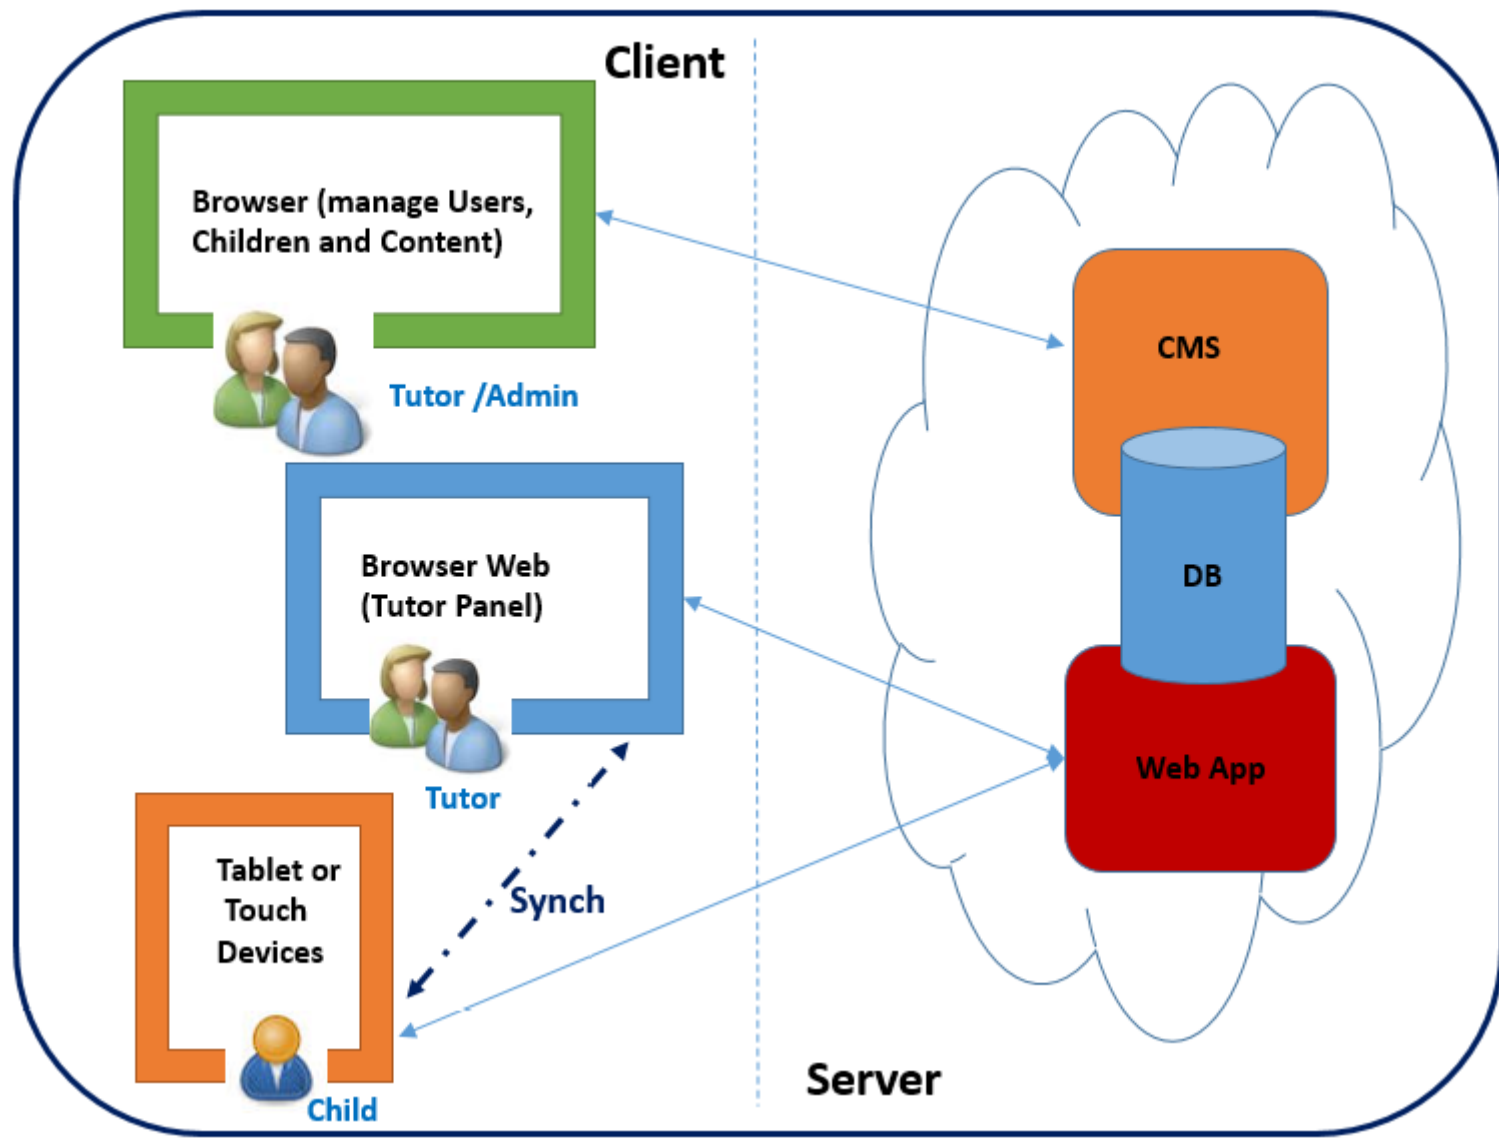 Client
Browser (manage Users,
Children and Content)
Tutor /Admin
Browser Web
(Tutor Panel)
Tutor
Tablet or
Touch
Devices
Child
Synch
CMS
DB
Web App
Server